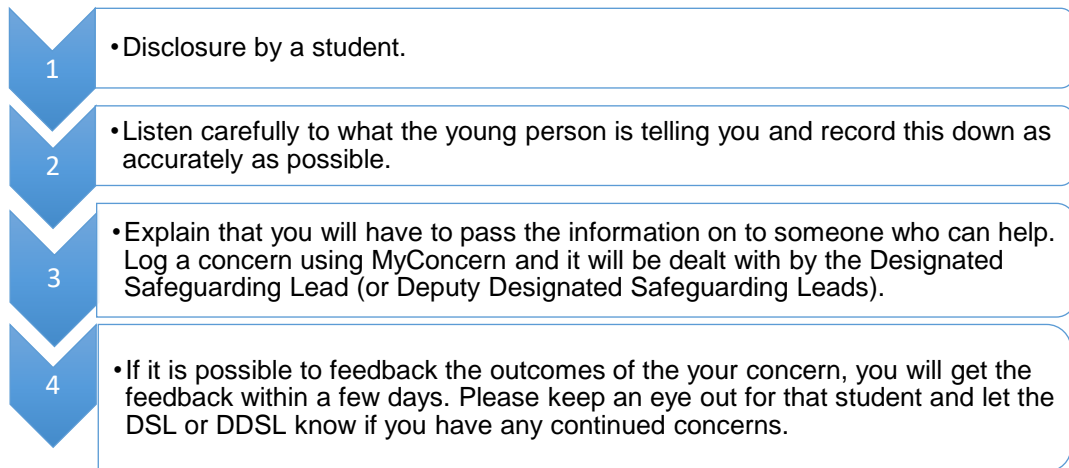 1
•Disclosure by a student.
2
•Listen carefully to what the young person is telling you and record this down as
accurately as possible.
3
•Explain that you will have to pass the information on to someone who can help.
Log a concern using MyConcern and it will be dealt with by the Designated
Safeguarding Lead (or Deputy Designated Safeguarding Leads).
4
•If it is possible to feedback the outcomes of the your concern, you will get the
feedback within a few days. Please keep an eye out for that student and let the
DSL or DDSL know if you have any continued concerns.